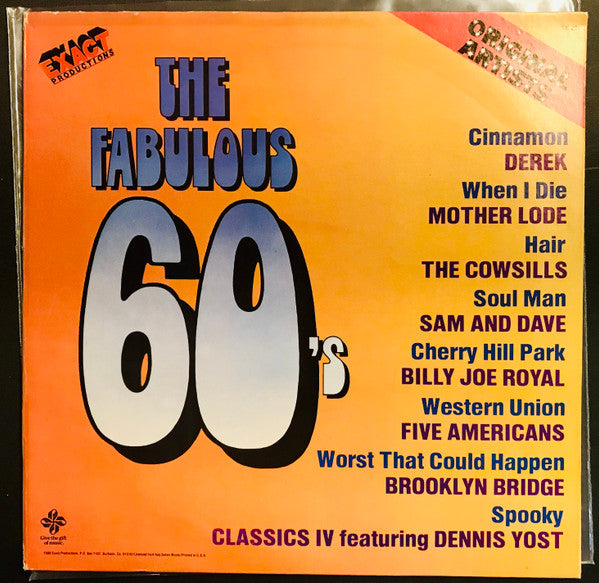 EXACT
PRODUCTIONS
THE
FABULOUS
60's
ORIGINAL
ARTISTS
Cinnamon
DEREK
When I Die
MOTHER LODE
Hair
THE COWSILLS
Soul Man
SAM AND DAVE
Cherry Hill Park
BILLY JOE ROYAL
Western Union
FIVE AMERICANS
Worst That Could Happen
BROOKLYN BRIDGE
Spooky
CLASSICS IV featuring DENNIS YOST
Give the gift
of music.